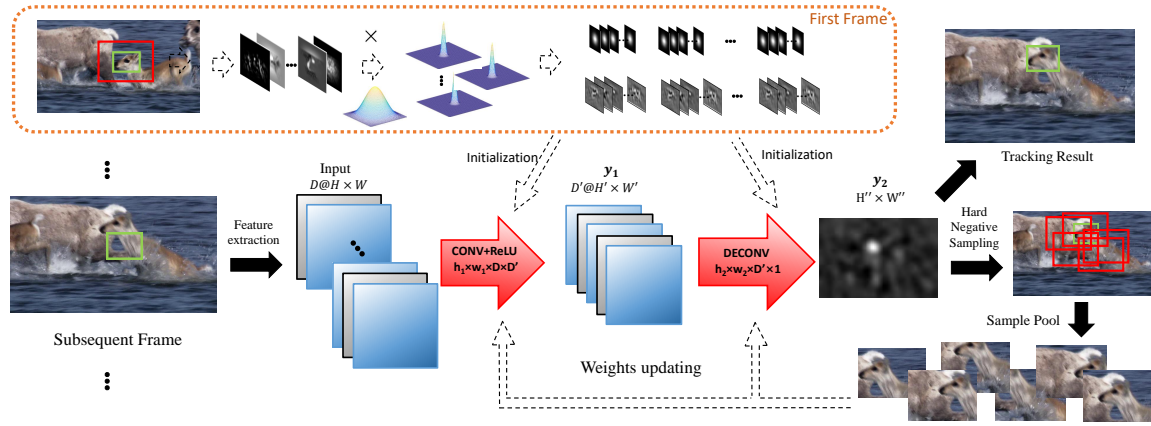 First Frame
×
Initialization
Initialization
Input
D@H × W
y₁
D′@H′ × W′
y₂
H′′ × W′′
Tracking Result
Feature
extraction
CONV+ReLU
h₁×w₁×D×D′
DECONV
h₂×w₂×D′×1
Hard
Negative
Sampling
Subsequent Frame
Sample Pool
Weights updating